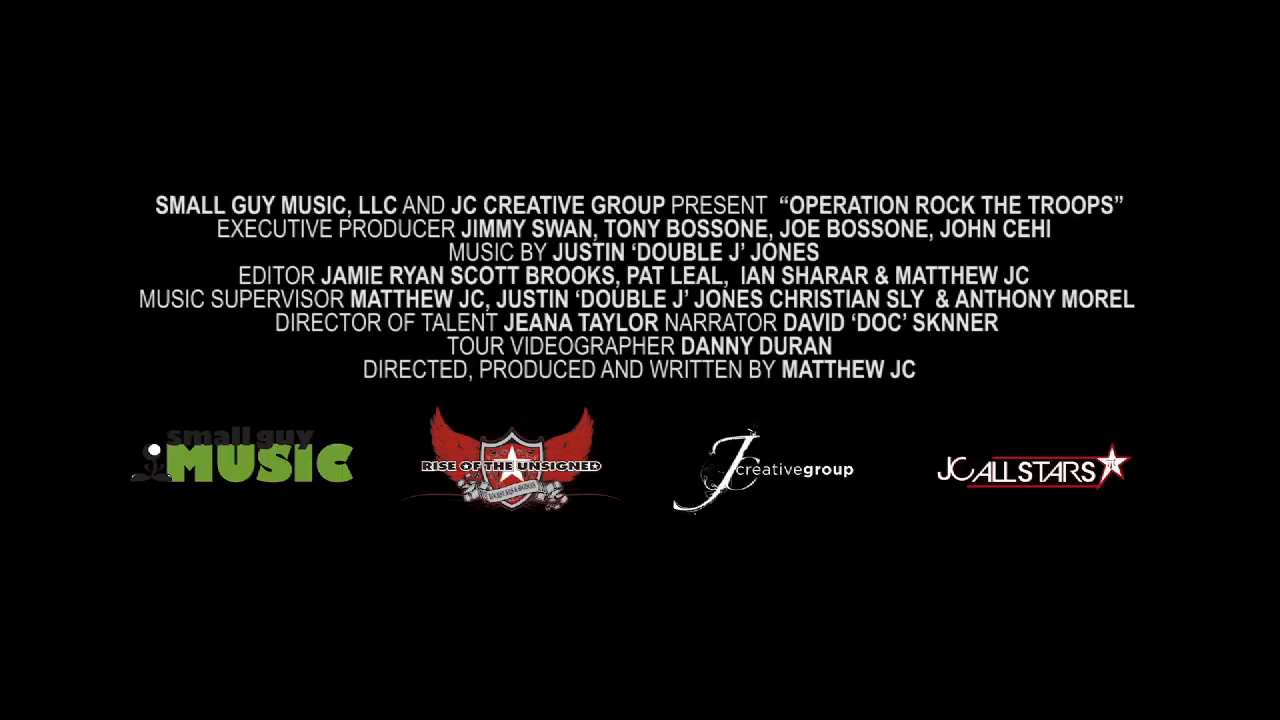 SMALL GUY MUSIC, LLC AND JC CREATIVE GROUP PRESENT “OPERATION ROCK THE TROOPS”
EXECUTIVE PRODUCER JIMMY SWAN, TONY BOSSONE, JOE BOSSONE, JOHN CEHI
MUSIC BY JUSTIN ‘DOUBLE J’ JONES
EDITOR JAMIE RYAN SCOTT BROOKS, PAT LEAL, IAN SHARAR & MATTHEW JC
MUSIC SUPERVISOR MATTHEW JC, JUSTIN ‘DOUBLE J’ JONES CHRISTIAN SLY & ANTHONY MOREL
DIRECTOR OF TALENT JEANA TAYLOR NARRATOR DAVID ‘DOC’ SKNNER
TOUR VIDEOGRAPHER DANNY DURAN
DIRECTED, PRODUCED AND WRITTEN BY MATTHEW JC
small guy
MUSIC
RISE OF THE UNSIGNED
JC creativegroup
JC ALLSTARS